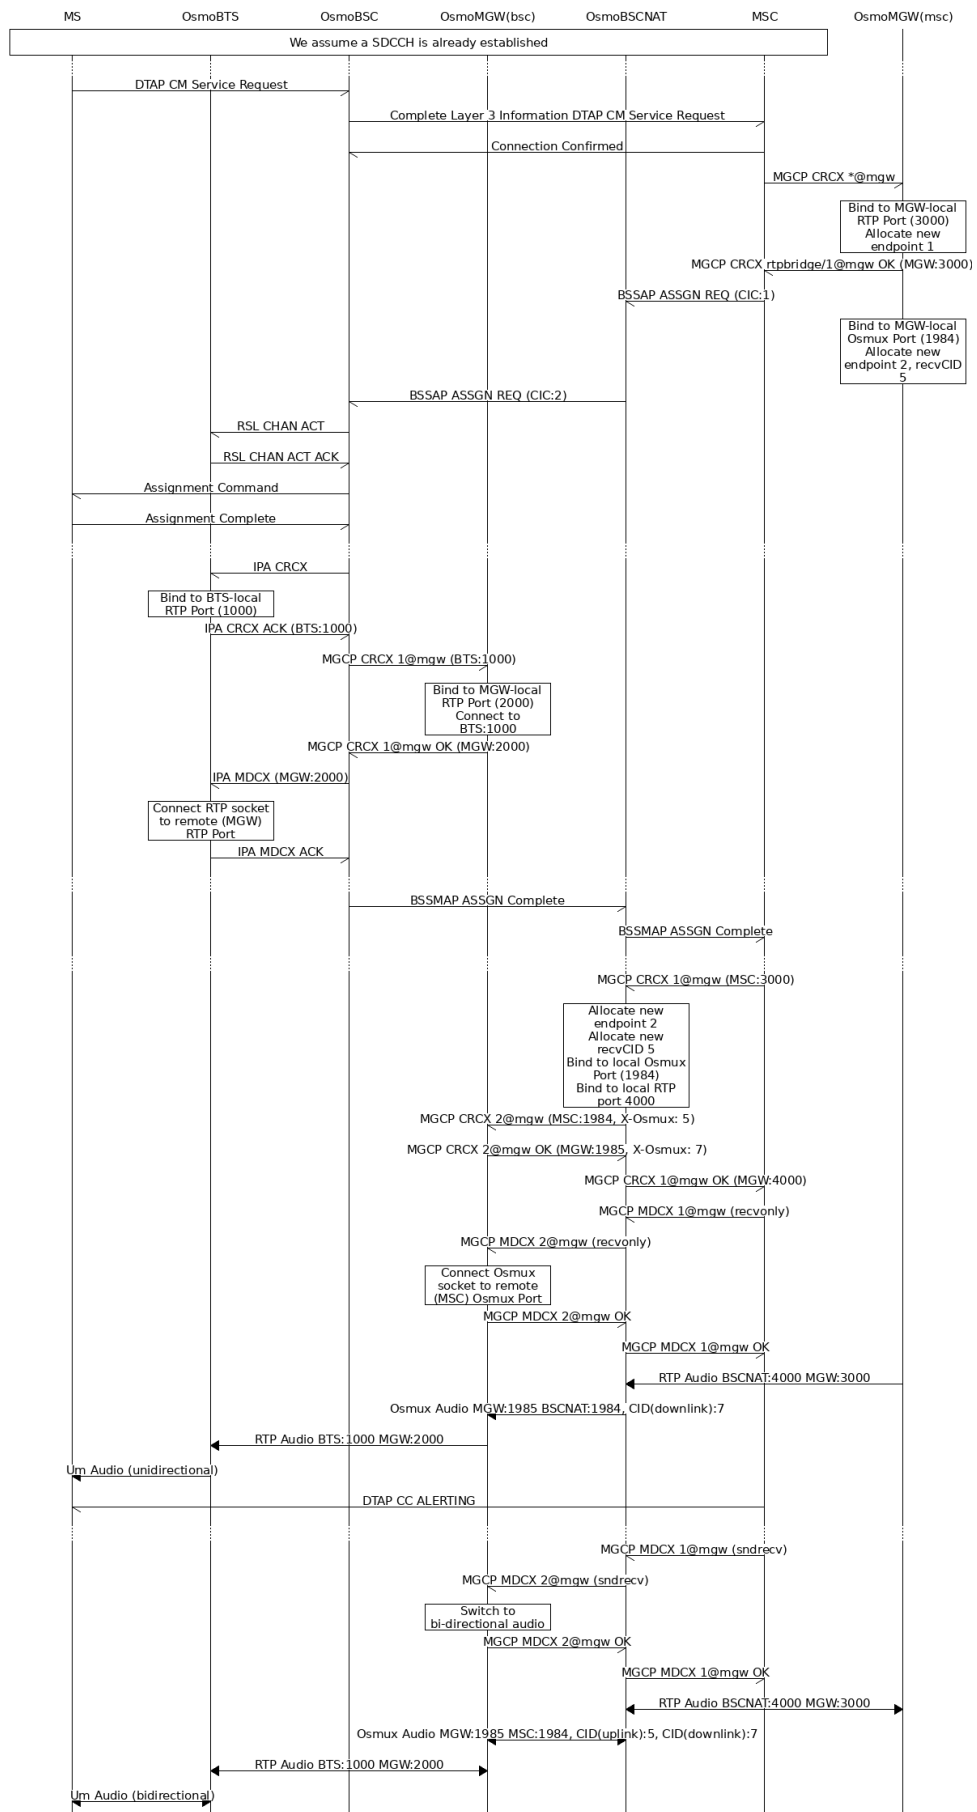 MS OsmoBTS OsmoBSC OsmoMGW(bsc) OsmoBSCNAT MSC OsmoMGW(msc)
We assume a SDCCH is already established
DTAP CM Service Request
Complete Layer 3 Information DTAP CM Service Request
Connection Confirmed
MGCP CRCX *@mgw
Bind to MGW-local
RTP Port (3000)
Allocate new
endpoint 1
MGCP CRCX rtpbridge/1@mgw OK (MGW:3000)
BSSAP ASSGN REQ (CIC:1)
Bind to MGW-local
Osmux Port (1984)
Allocate new
endpoint 2, recvCID
5
BSSAP ASSGN REQ (CIC:2)
RSL CHAN ACT
RSL CHAN ACT ACK
Assignment Command
Assignment Complete
IPA CRCX
Bind to BTS-local
RTP Port (1000)
IPA CRCX ACK (BTS:1000)
MGCP CRCX 1@mgw (BTS:1000)
Bind to MGW-local
RTP Port (2000)
Connect to
BTS:1000
MGCP CRCX 1@mgw OK (MGW:2000)
IPA MDCX (MGW:2000)
Connect RTP socket
to remote (MGW)
RTP Port
IPA MDCX ACK
BSSMAP ASSGN Complete
BSSMAP ASSGN Complete
MGCP CRCX 1@mgw (MSC:3000)
Allocate new
endpoint 2
Allocate new
recvCID 5
Bind to local Osmux
Port (1984)
Bind to local RTP
port 4000
MGCP CRCX 2@mgw (MSC:1984, X-Osmux: 5)
MGCP CRCX 2@mgw OK (MGW:1985, X-Osmux: 7)
MGCP CRCX 1@mgw OK (MGW:4000)
MGCP MDCX 1@mgw (recvonly)
MGCP MDCX 2@mgw (recvonly)
Connect Osmux
socket to remote
(MSC) Osmux Port
MGCP MDCX 2@mgw OK
MGCP MDCX 1@mgw OK
RTP Audio BSCNAT:4000 MGW:3000
Osmux Audio MGW:1985 BSCNAT:1984, CID(downlink):7
RTP Audio BTS:1000 MGW:2000
Um Audio (unidirectional)
DTAP CC ALERTING
MGCP MDCX 1@mgw (sndrecv)
MGCP MDCX 2@mgw (sndrecv)
Switch to
bi-directional audio
MGCP MDCX 2@mgw OK
MGCP MDCX 1@mgw OK
RTP Audio BSCNAT:4000 MGW:3000
Osmux Audio MGW:1985 MSC:1984, CID(uplink):5, CID(downlink):7
RTP Audio BTS:1000 MGW:2000
Um Audio (bidirectional)